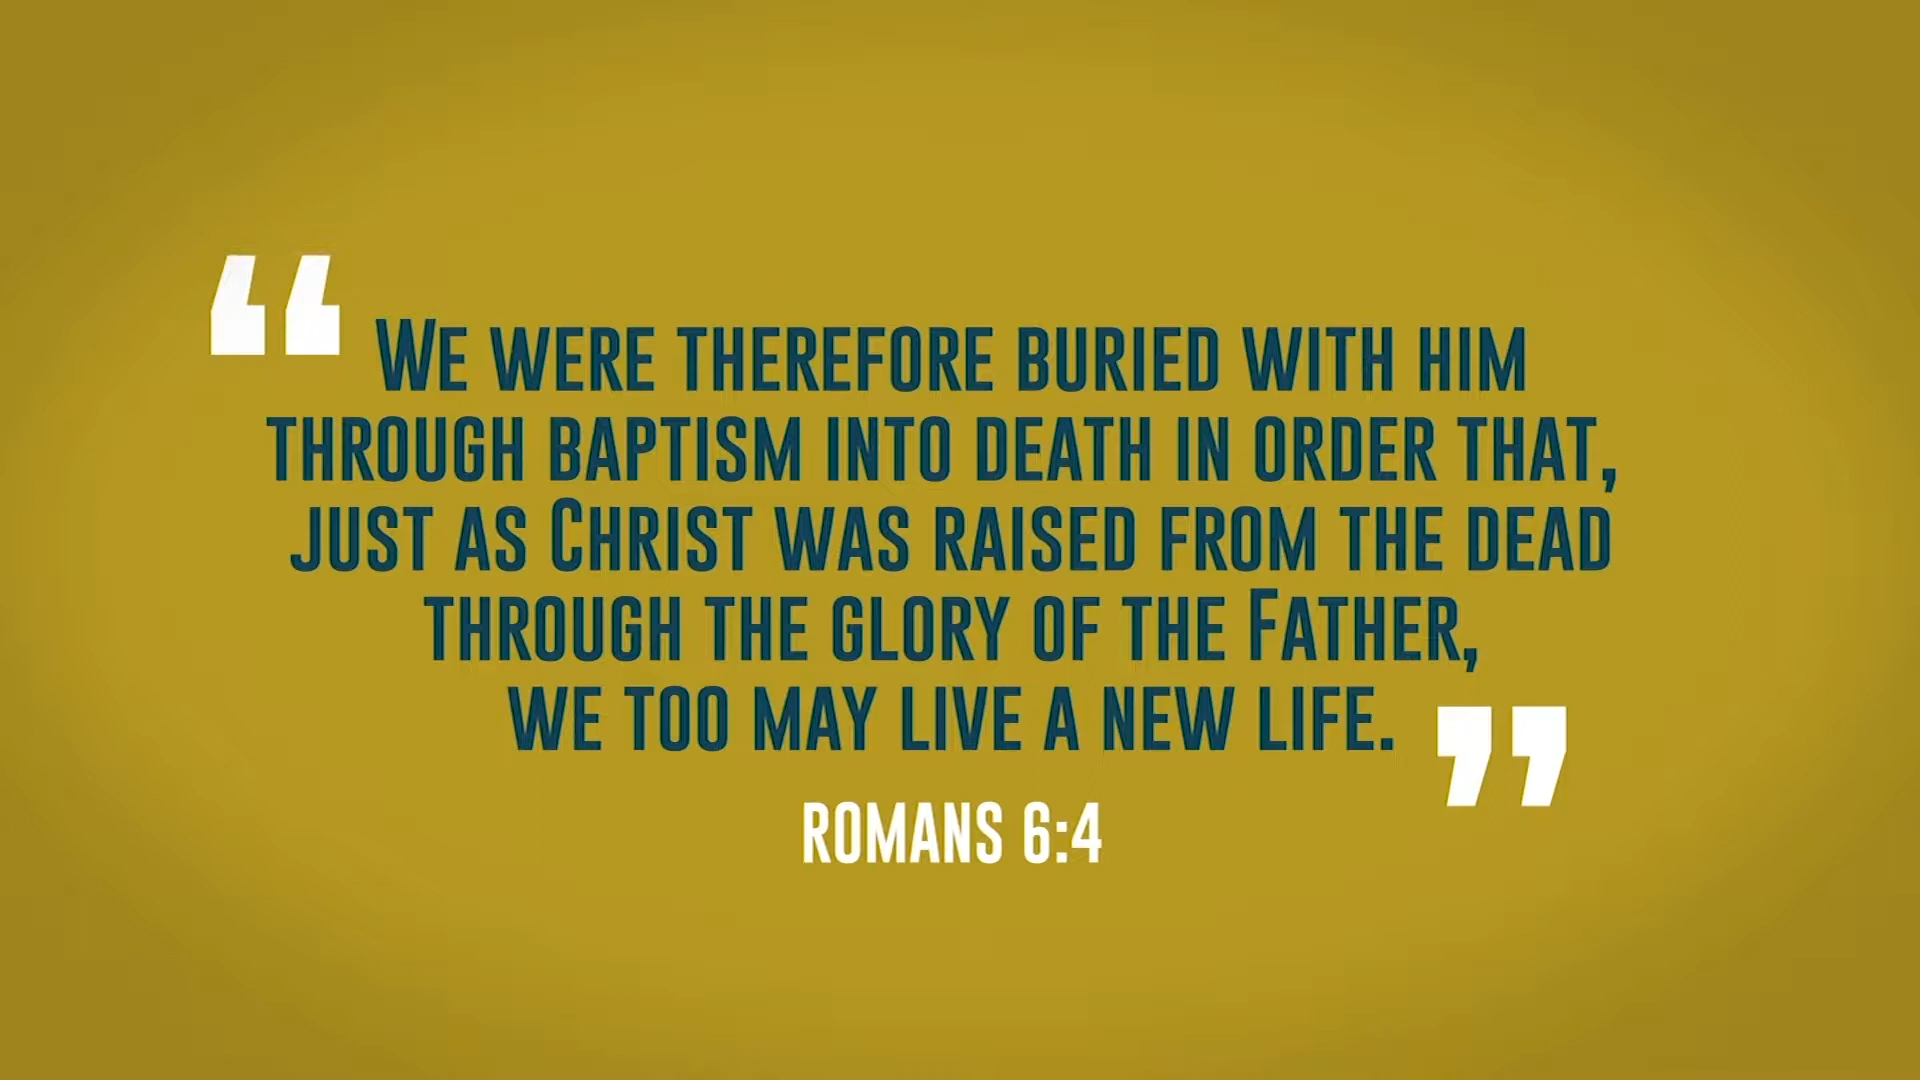 “We were therefore buried with him
through baptism into death in order that,
just as Christ was raised from the dead
through the glory of the Father,
we too may live a new life.”
ROMANS 6:4